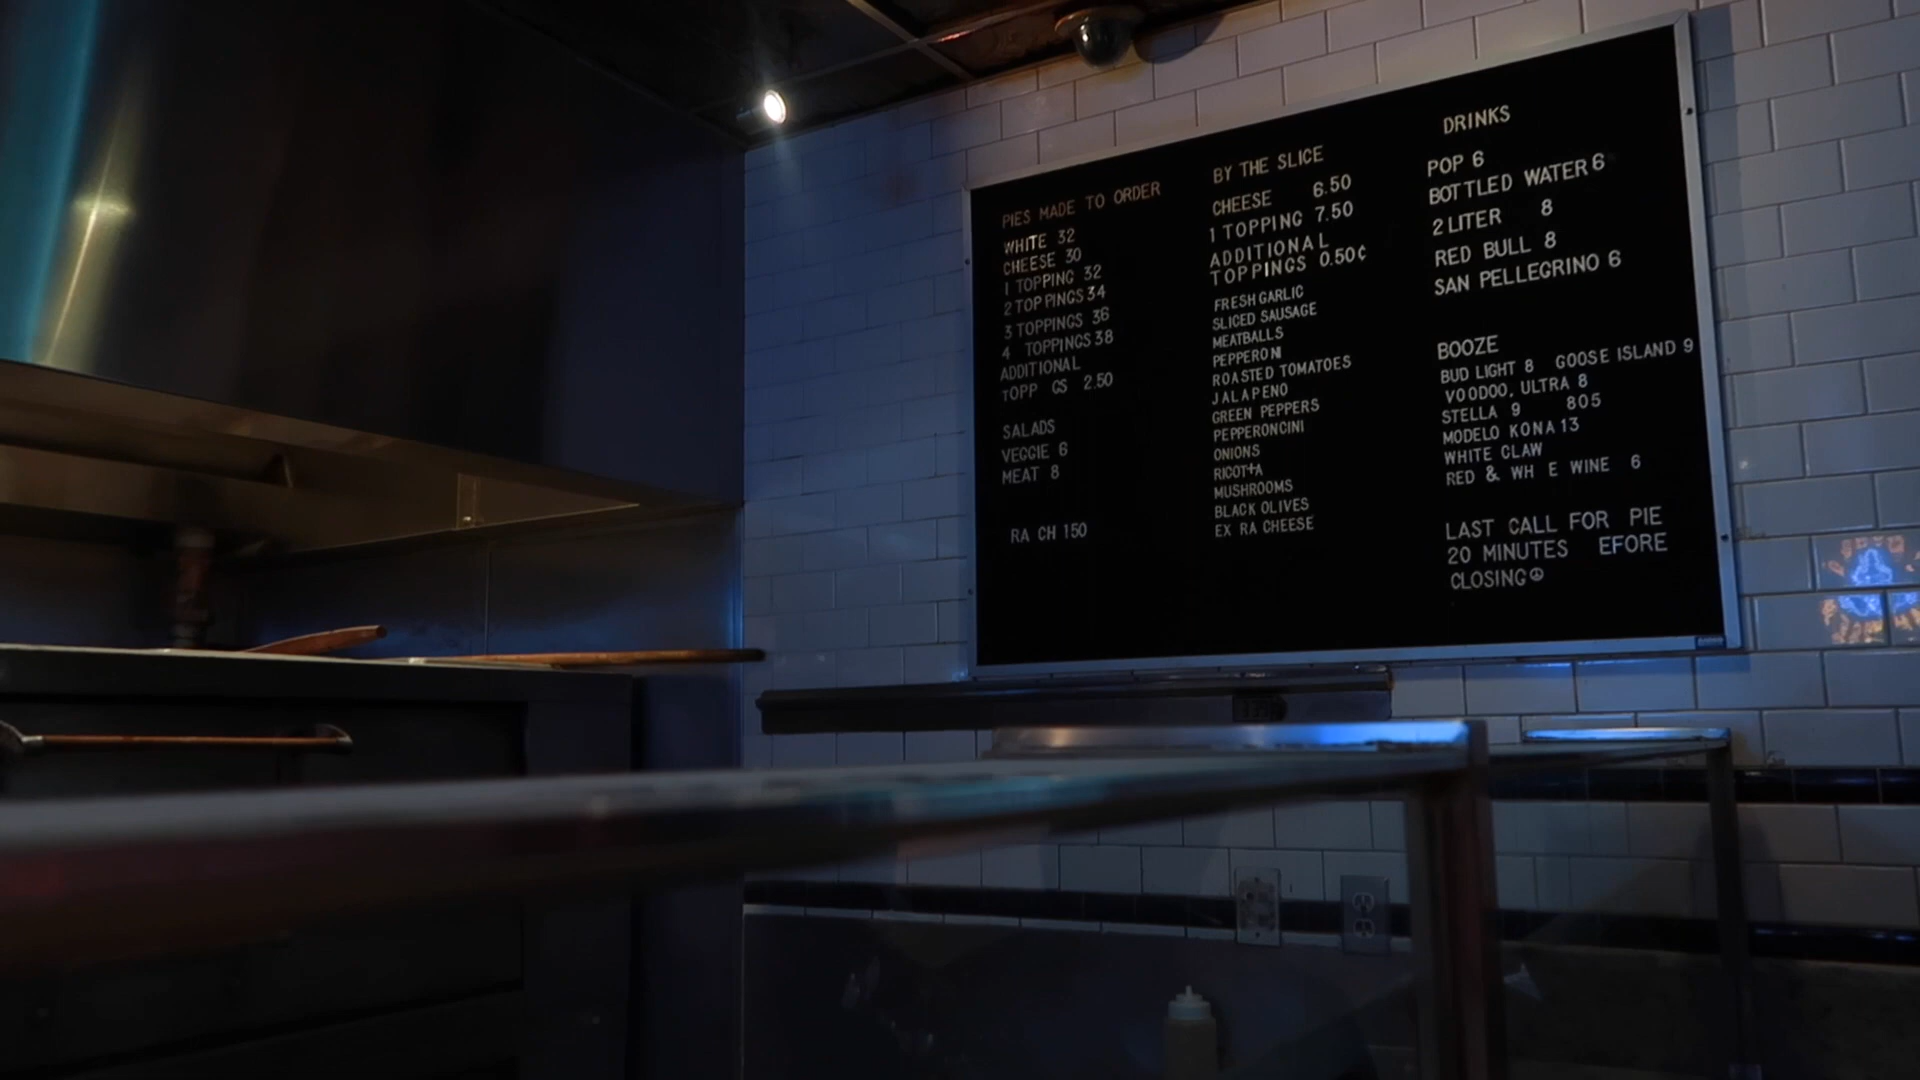 PIES MADE TO ORDER
WHITE 32
CHEESE 30
1 TOPPING 32
2 TOPPINGS 34
3 TOPPINGS 36
4 TOPPINGS 38
ADDITIONAL
TOPP GS 2.50
SALADS
VEGGIE 6
MEAT 8
RA CH 150
BY THE SLICE
CHEESE 6.50
1 TOPPING 7.50
ADDITIONAL
TOPPINGS 0.50¢
FRESH GARLIC
SLICED SAUSAGE
MEATBALLS
PEPPERONI
ROASTED TOMATOES
JALAPENO
GREEN PEPPERS
PEPPERONCINI
ONIONS
RICOTTA
MUSHROOMS
BLACK OLIVES
EX RA CHEESE
DRINKS
POP 6
BOTTLED WATER 6
2 LITER 8
RED BULL 8
SAN PELLEGRINO 6
BOOZE
BUD LIGHT 8 GOOSE ISLAND 9
VOODOO, ULTRA 8
STELLA 9 805
MODELO KONA 13
WHITE CLAW
RED & WH E WINE 6
LAST CALL FOR PIE
20 MINUTES EFORE
CLOSING☮